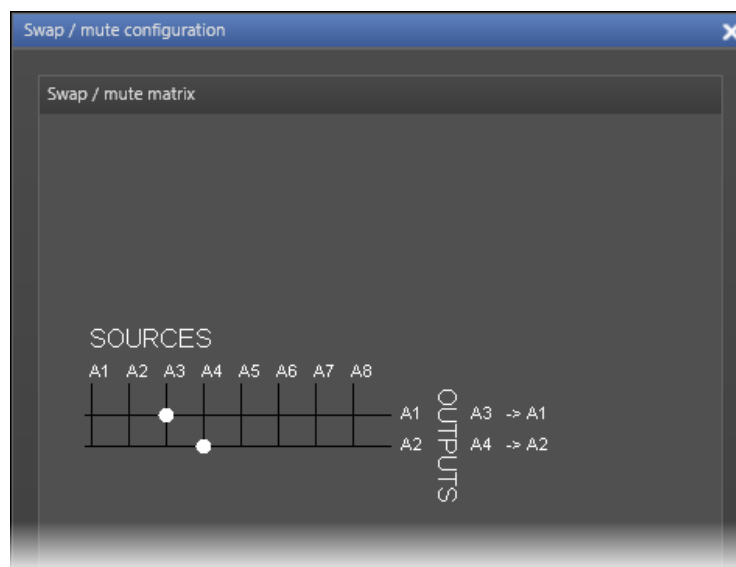 Swap / mute configuration
Swap / mute matrix
SOURCES
A1 A2 A3 A4 A5 A6 A7 A8
A1 A3 -> A1
A2 A4 -> A2
OUTPUTS